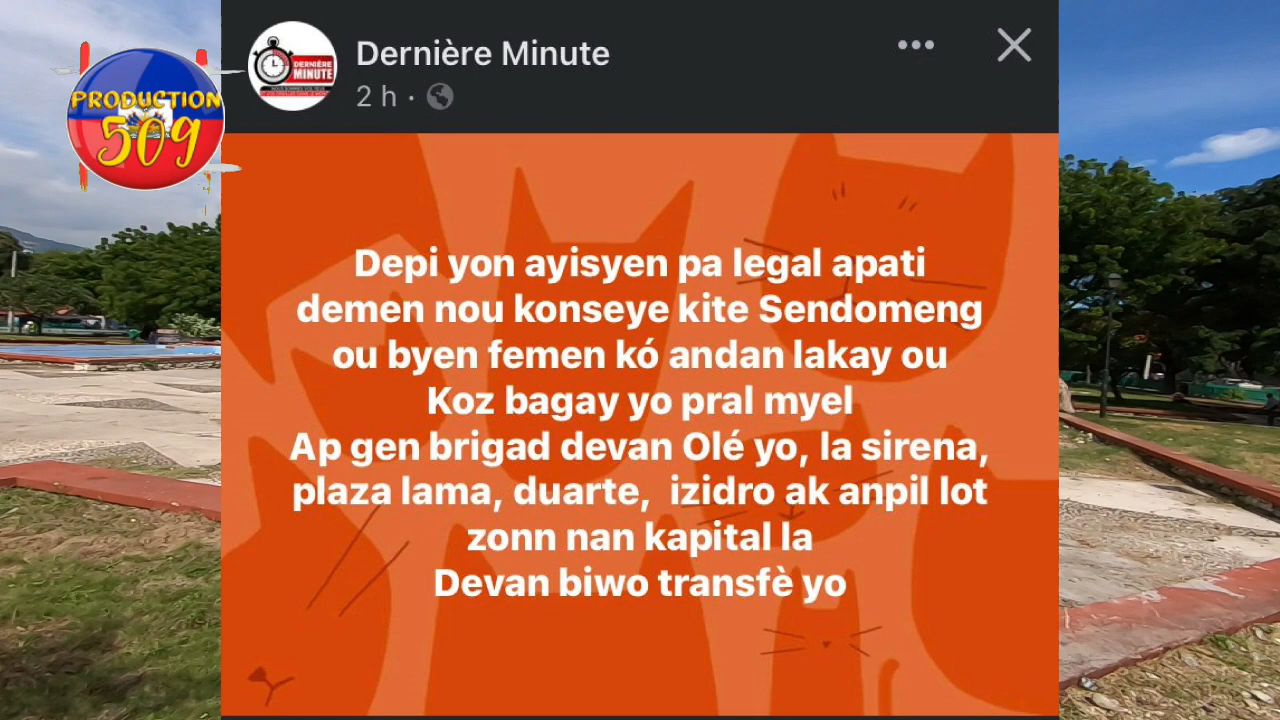 PRODUCTION
509
DERNIÈRE
MINUTE
Dernière Minute
2 h ·
Depi yon ayisyen pa legal apati
demen nou konseye kite Sendomeng
ou byen femen kó andan lakay ou
Koz bagay yo pral myel
Ap gen brigad devan Olé yo, la sirena,
plaza lama, duarte, izidro ak anpil lot
zonn nan kapital la
Devan biwo transfè yo